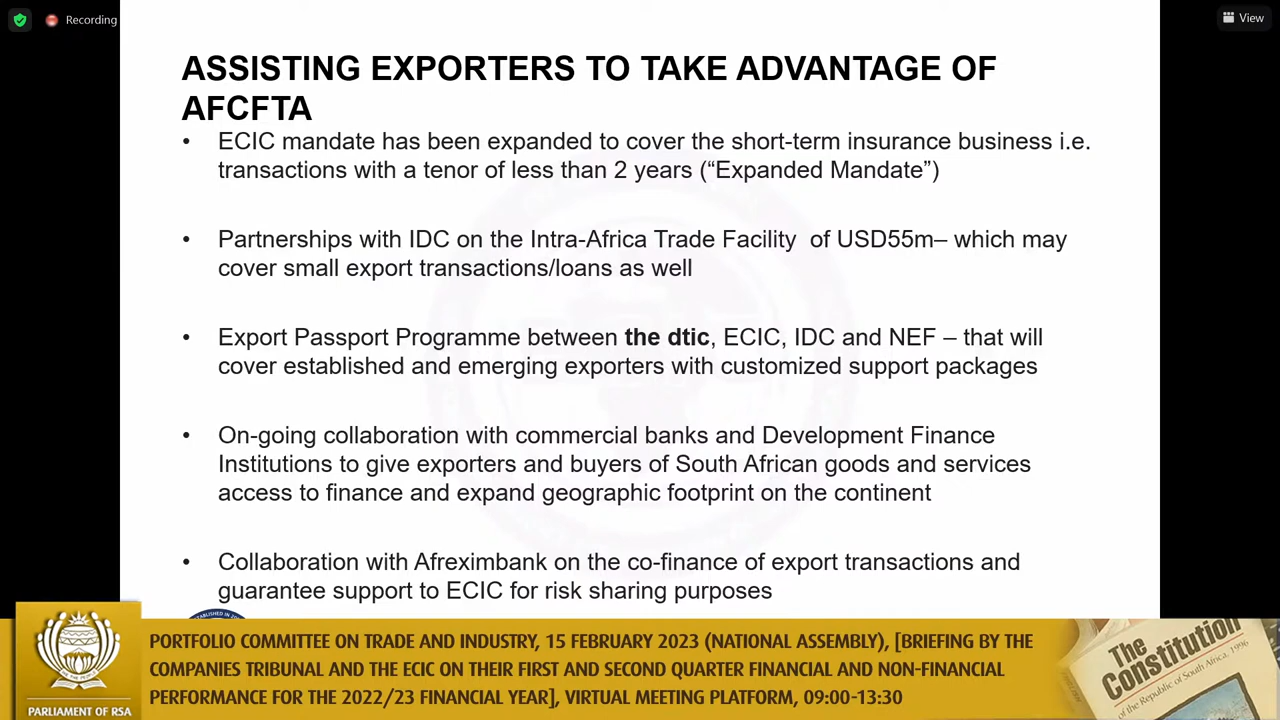 Recording
View
ASSISTING EXPORTERS TO TAKE ADVANTAGE OF
AFCFTA
• ECIC mandate has been expanded to cover the short-term insurance business i.e.
transactions with a tenor of less than 2 years (“Expanded Mandate”)
• Partnerships with IDC on the Intra-Africa Trade Facility  of USD55m– which may
cover small export transactions/loans as well
• Export Passport Programme between the dtic, ECIC, IDC and NEF – that will
cover established and emerging exporters with customized support packages
• On-going collaboration with commercial banks and Development Finance
Institutions to give exporters and buyers of South African goods and services
access to finance and expand geographic footprint on the continent
• Collaboration with Afreximbank on the co-finance of export transactions and
guarantee support to ECIC for risk sharing purposes
PORTFOLIO COMMITTEE ON TRADE AND INDUSTRY, 15 FEBRUARY 2023 (NATIONAL ASSEMBLY), [BRIEFING BY THE
COMPANIES TRIBUNAL AND THE ECIC ON THEIR FIRST AND SECOND QUARTER FINANCIAL AND NON-FINANCIAL
PERFORMANCE FOR THE 2022/23 FINANCIAL YEAR], VIRTUAL MEETING PLATFORM, 09:00-13:30
PARLIAMENT OF RSA
The
Constitution
of the Republic of South Africa, 1996